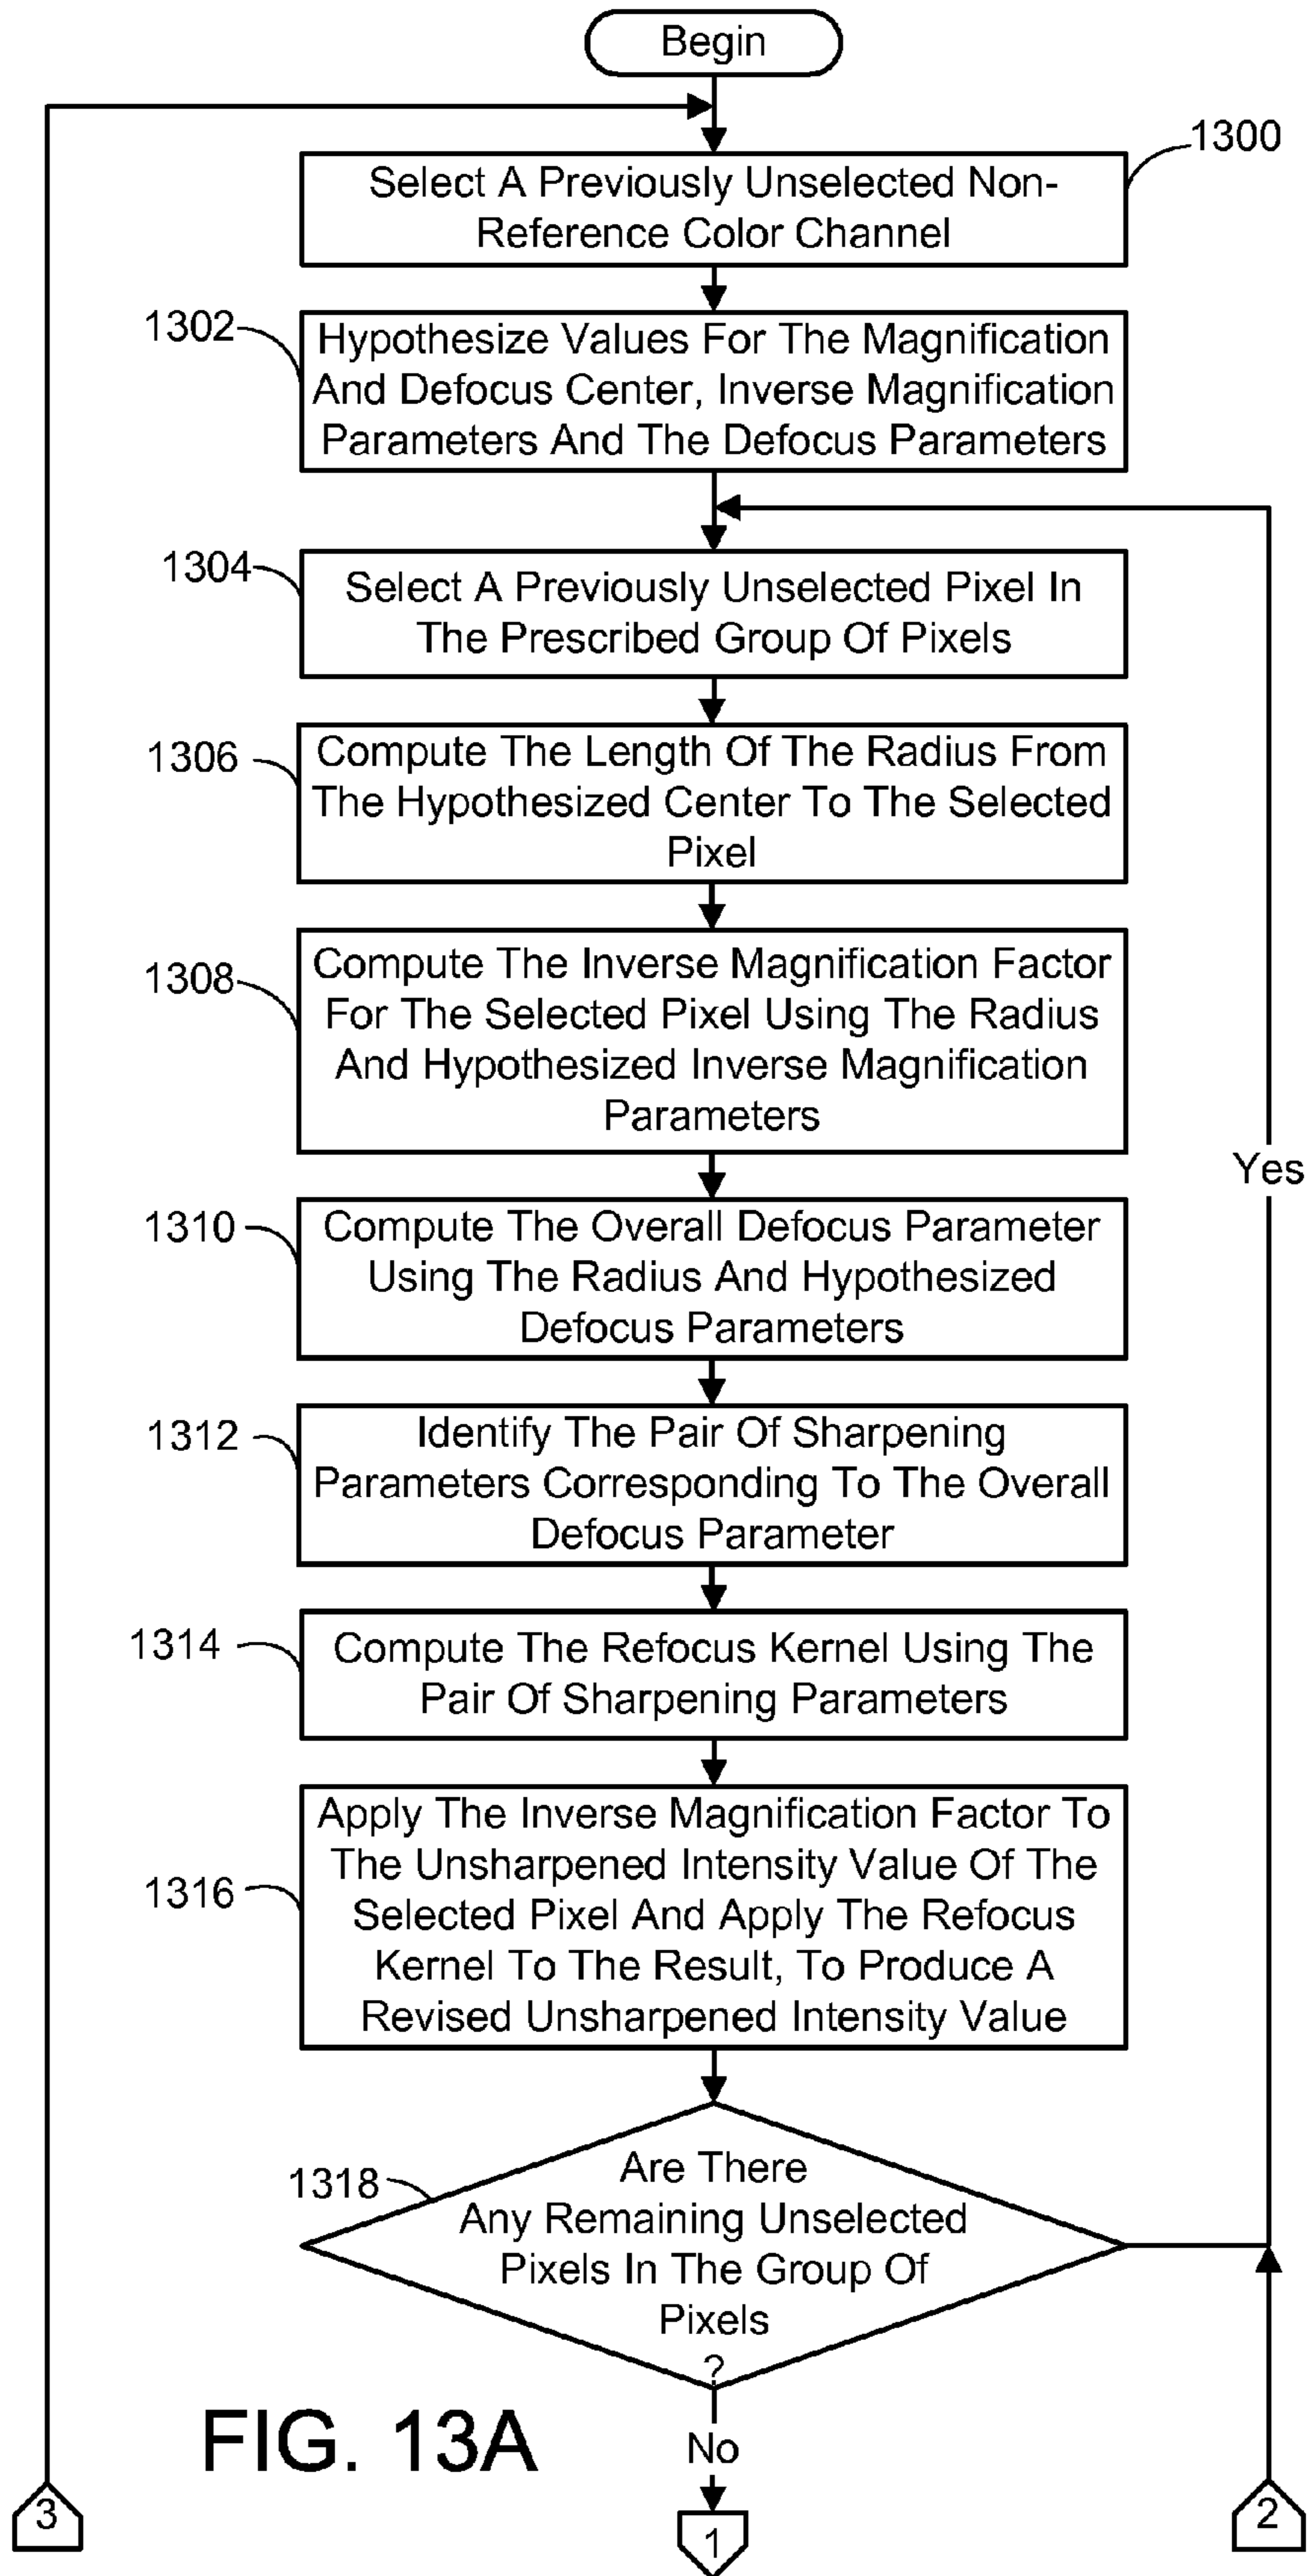 Begin
1300
Select A Previously Unselected Non-
Reference Color Channel
1302
Hypothesize Values For The Magnification
And Defocus Center, Inverse Magnification
Parameters And The Defocus Parameters
1304
Select A Previously Unselected Pixel In
The Prescribed Group Of Pixels
1306
Compute The Length Of The Radius From
The Hypothesized Center To The Selected
Pixel
1308
Compute The Inverse Magnification Factor
For The Selected Pixel Using The Radius
And Hypothesized Inverse Magnification
Parameters
Yes
1310
Compute The Overall Defocus Parameter
Using The Radius And Hypothesized
Defocus Parameters
1312
Identify The Pair Of Sharpening
Parameters Corresponding To The Overall
Defocus Parameter
1314
Compute The Refocus Kernel Using The
Pair Of Sharpening Parameters
1316
Apply The Inverse Magnification Factor To
The Unsharpened Intensity Value Of The
Selected Pixel And Apply The Refocus
Kernel To The Result, To Produce A
Revised Unsharpened Intensity Value
1318
Are There
Any Remaining Unselected
Pixels In The Group Of
Pixels
?
FIG. 13A
No
3
1
2